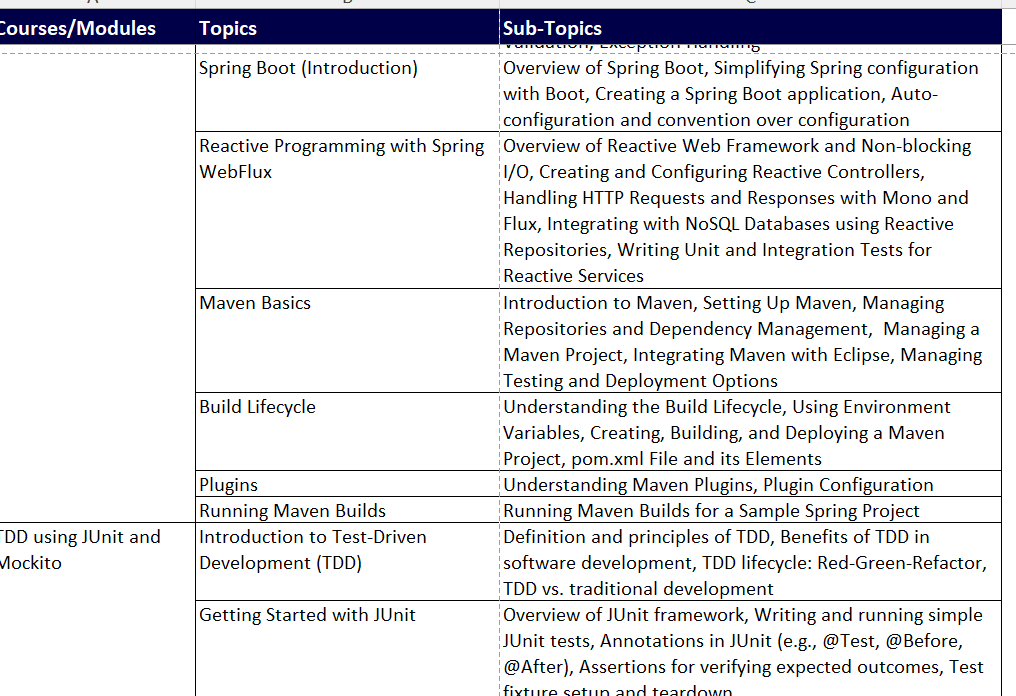 Courses/Modules Topics Sub-Topics
Validation, Exception Handling
Spring Boot (Introduction)
Overview of Spring Boot, Simplifying Spring configuration
with Boot, Creating a Spring Boot application, Auto-
configuration and convention over configuration
Reactive Programming with Spring
WebFlux
Overview of Reactive Web Framework and Non-blocking
I/O, Creating and Configuring Reactive Controllers,
Handling HTTP Requests and Responses with Mono and
Flux, Integrating with NoSQL Databases using Reactive
Repositories, Writing Unit and Integration Tests for
Reactive Services
Maven Basics
Introduction to Maven, Setting Up Maven, Managing
Repositories and Dependency Management,  Managing a
Maven Project, Integrating Maven with Eclipse, Managing
Testing and Deployment Options
Build Lifecycle
Understanding the Build Lifecycle, Using Environment
Variables, Creating, Building, and Deploying a Maven
Project, pom.xml File and its Elements
Plugins
Understanding Maven Plugins, Plugin Configuration
Running Maven Builds
Running Maven Builds for a Sample Spring Project
TDD using JUnit and
Mockito
Introduction to Test-Driven
Development (TDD)
Definition and principles of TDD, Benefits of TDD in
software development, TDD lifecycle: Red-Green-Refactor,
TDD vs. traditional development
Getting Started with JUnit
Overview of JUnit framework, Writing and running simple
JUnit tests, Annotations in JUnit (e.g., @Test, @Before,
@After), Assertions for verifying expected outcomes, Test
fixture setup and teardown